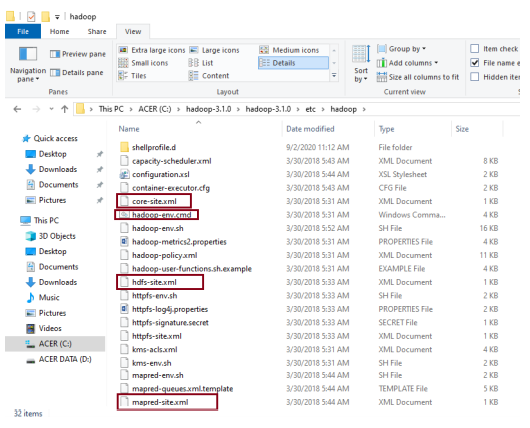 hadoop
File Home Share View
Navigation pane
Preview pane
Details pane
Panes
Extra large icons Large icons Medium icons
Small icons List Details
Tiles Content
Layout
Sort by
Group by
Add columns
Size all columns to fit
Current view
Item check
File name e
Hidden iter
This PC > ACER (C:) > hadoop-3.1.0 > hadoop-3.1.0 > etc > hadoop >
Quick access
Desktop
Downloads
Documents
Pictures
This PC
3D Objects
Desktop
Documents
Downloads
Music
Pictures
Videos
ACER (C:)
ACER DATA (D:)
Name Date modified Type Size
shellprofile.d 9/2/2020 11:12 AM File folder
capacity-scheduler.xml 3/30/2018 5:43 AM XML Document 8 KB
configuration.xsl 3/30/2018 5:44 AM XSL Stylesheet 2 KB
container-executor.cfg 3/30/2018 5:43 AM CFG File 2 KB
core-site.xml 3/30/2018 5:31 AM XML Document 1 KB
hadoop-env.cmd 3/30/2018 5:31 AM Windows Comma... 4 KB
hadoop-env.sh 3/30/2018 5:52 AM SH File 16 KB
hadoop-metrics2.properties 3/30/2018 5:31 AM PROPERTIES File 4 KB
hadoop-policy.xml 3/30/2018 5:31 AM XML Document 11 KB
hadoop-user-functions.sh.example 3/30/2018 5:31 AM EXAMPLE File 4 KB
hdfs-site.xml 3/30/2018 5:33 AM XML Document 1 KB
httpfs-env.sh 3/30/2018 5:33 AM SH File 2 KB
httpfs-log4j.properties 3/30/2018 5:33 AM PROPERTIES File 2 KB
httpfs-signature.secret 3/30/2018 5:33 AM SECRET File 1 KB
httpfs-site.xml 3/30/2018 5:33 AM XML Document 1 KB
kms-acls.xml 3/30/2018 5:31 AM XML Document 4 KB
kms-env.sh 3/30/2018 5:31 AM SH File 2 KB
mapred-env.sh 3/30/2018 5:44 AM SH File 2 KB
mapred-queues.xml.template 3/30/2018 5:44 AM TEMPLATE File 5 KB
mapred-site.xml 3/30/2018 5:44 AM XML Document 1 KB
32 items